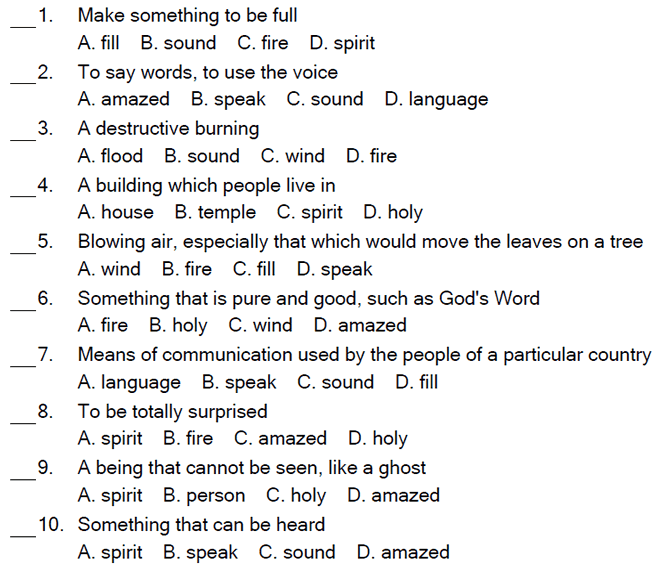 ___1. Make something to be full
A. fill B. sound C. fire D. spirit
___2. To say words, to use the voice
A. amazed B. speak C. sound D. language
___3. A destructive burning
A. flood B. sound C. wind D. fire
___4. A building which people live in
A. house B. temple C. spirit D. holy
___5. Blowing air, especially that which would move the leaves on a tree
A. wind B. fire C. fill D. speak
___6. Something that is pure and good, such as God's Word
A. fire B. holy C. wind D. amazed
___7. Means of communication used by the people of a particular country
A. language B. speak C. sound D. fill
___8. To be totally surprised
A. spirit B. fire C. amazed D. holy
___9. A being that cannot be seen, like a ghost
A. spirit B. person C. holy D. amazed
___10. Something that can be heard
A. spirit B. speak C. sound D. amazed